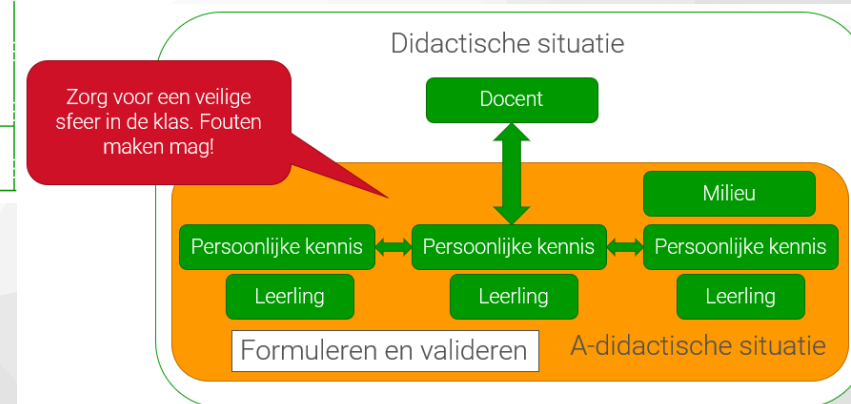 Didactische situatie
Zorg voor een veilige
sfeer in de klas. Fouten
maken mag!
Docent
Milieu
Persoonlijke kennis
Persoonlijke kennis
Persoonlijke kennis
Leerling
Leerling
Leerling
Formuleren en valideren
A-didactische situatie